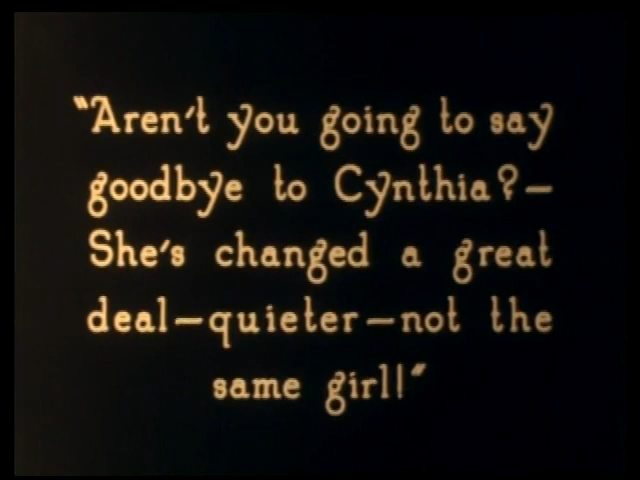 "Aren't you going to say
goodbye to Cynthia?—
She's changed a great
deal—quieter—not the
same girl!"